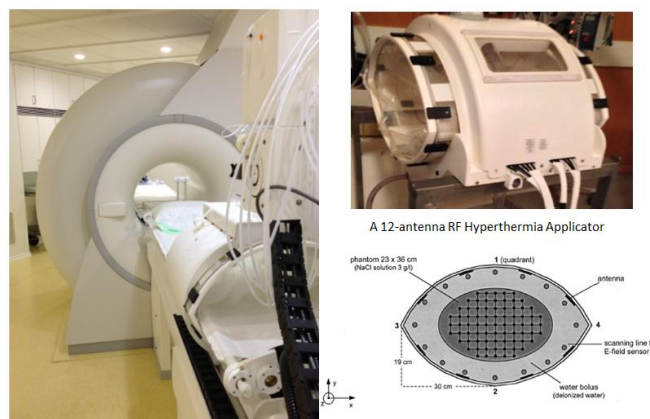 A 12-antenna RF Hyperthermia Applicator
phantom 23 x 36 cm
(NaCl solution 3 g/l)
1 (quadrant)
antenna
3
4
scanning line f
E-field sensor
19 cm
30 cm
2
water bolus
(deionized water)
y
z
x